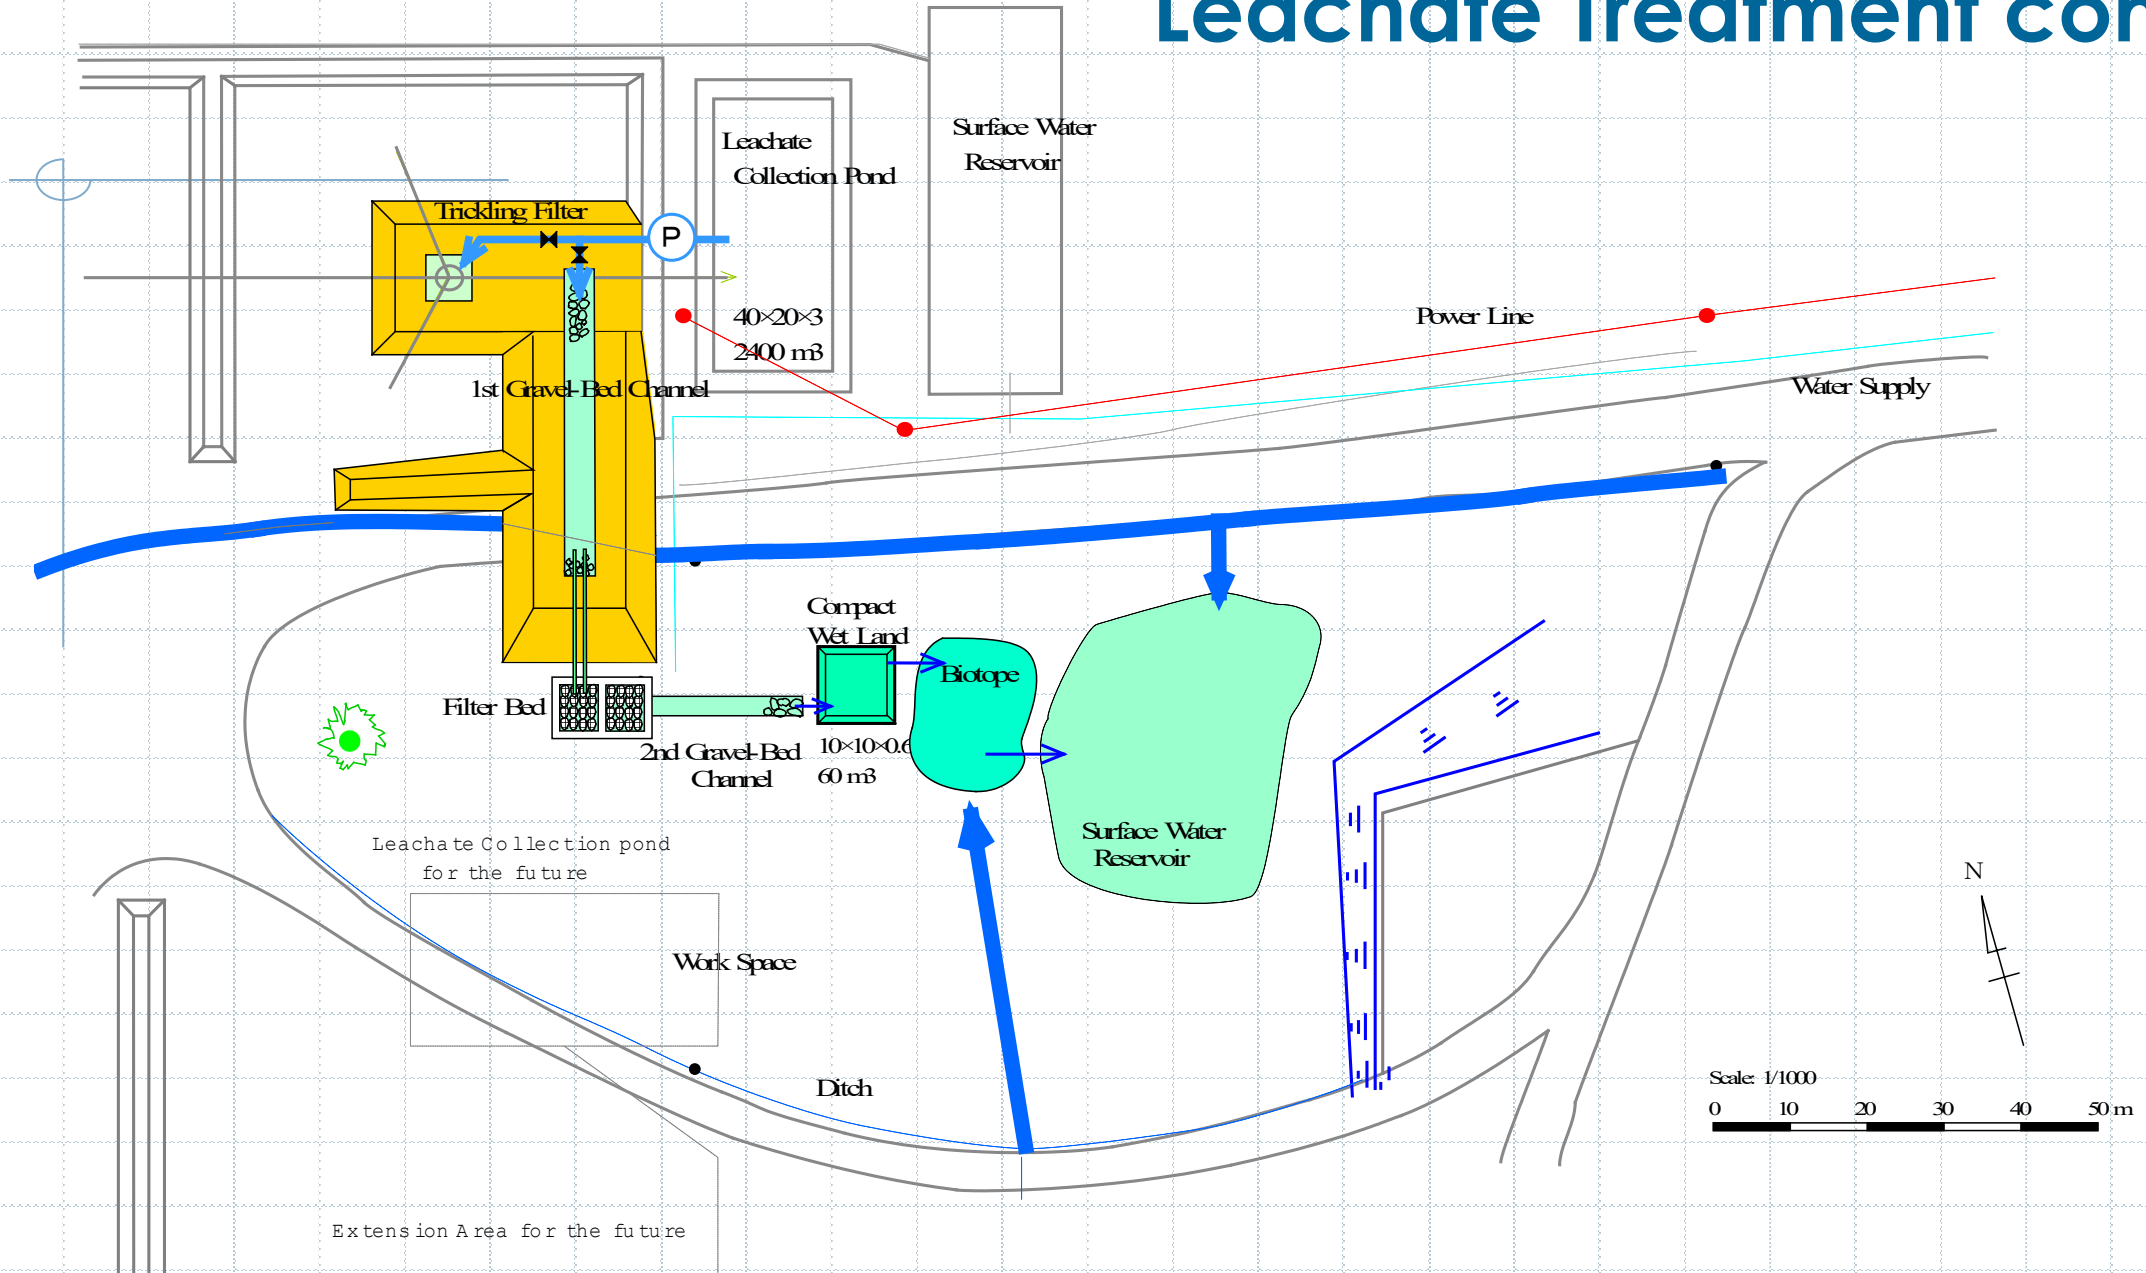 Leachate Treatment con
Surface Water
Reservoir
Leachate
Collection Pond
Trickling Filter
P
40×20×3
2400 m3
Power Line
1st Gravel-Bed Channel
Water Supply
Compact
Wet Land
Biotope
Filter Bed
2nd Gravel-Bed
Channel
10×10×0.6
60 m3
Surface Water
Reservoir
Leachate Collection pond
for the future
N
Work Space
Ditch
Scale: 1/1000
0 10 20 30 40 50 m
Extension Area for the future